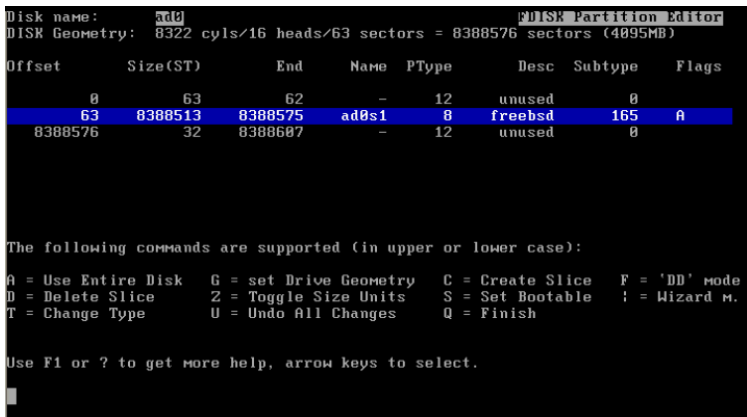 Disk name: ad0 FDISK Partition Editor
DISK Geometry: 8322 cyls/16 heads/63 sectors = 8388576 sectors (4095MB)
Offset Size(ST) End Name PType Desc Subtype Flags
0 63 62 - 12 unused 0
63 8388513 8388575 ad0s1 8 freebsd 165 A
8388576 32 8388607 - 12 unused 0
The following commands are supported (in upper or lower case):
A = Use Entire Disk G = set Drive Geometry C = Create Slice F = 'DD' mode
D = Delete Slice Z = Toggle Size Units S = Set Bootable ¦ = Wizard m.
T = Change Type U = Undo All Changes Q = Finish
Use F1 or ? to get more help, arrow keys to select.